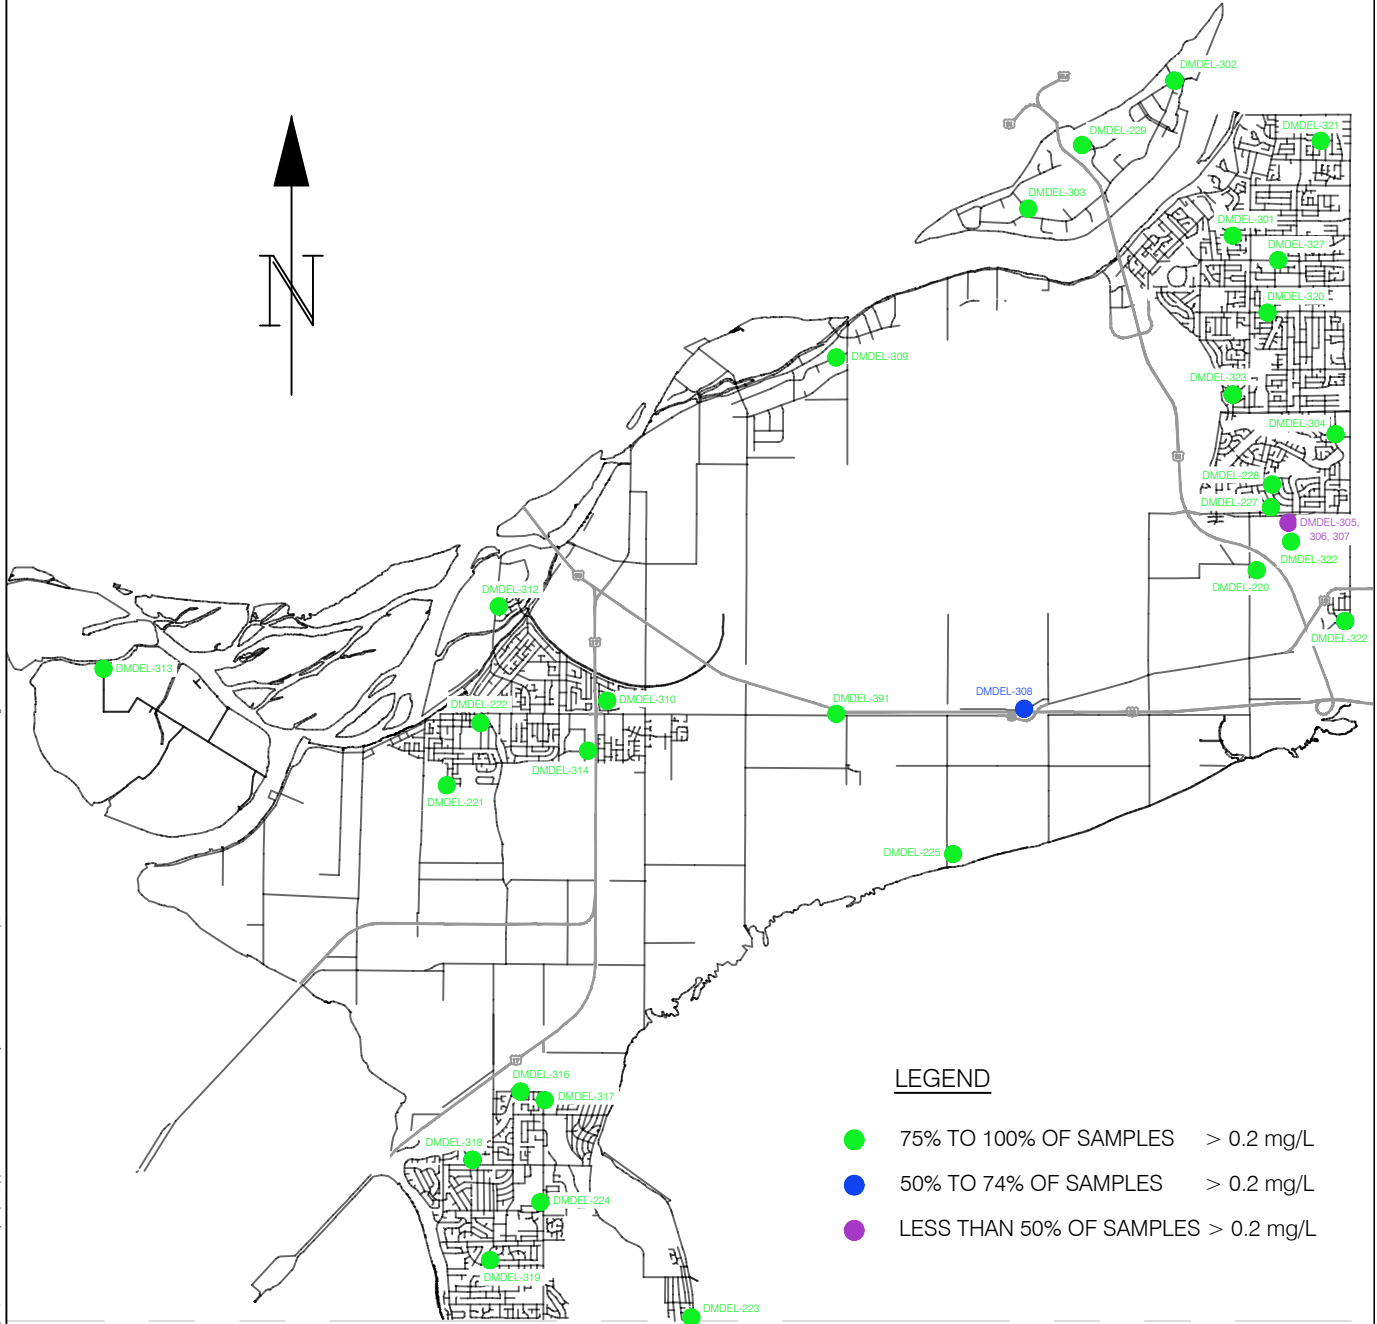 DMDEL-302
DMDEL-229
DMDEL-321
DMDEL-303
DMDEL-301
DMDEL-327
DMDEL-320
DMDEL-309
DMDEL-323
DMDEL-304
DMDEL-228
DMDEL-227
DMDEL-305,
306, 307
DMDEL-322
DMDEL-220
DMDEL-312
DMDEL-322
DMDEL-313
DMDEL-310
DMDEL-391
DMDEL-308
DMDEL-222
DMDEL-314
DMDEL-221
DMDEL-225
N
DMDEL-316
DMDEL-317
DMDEL-318
DMDEL-224
DMDEL-319
DMDEL-223
LEGEND
75% TO 100% OF SAMPLES > 0.2 mg/L
50% TO 74% OF SAMPLES > 0.2 mg/L
LESS THAN 50% OF SAMPLES > 0.2 mg/L